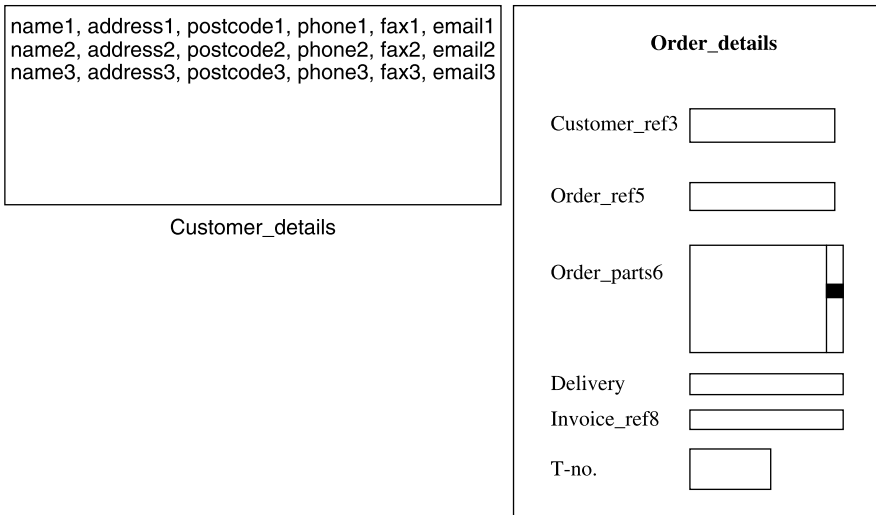 name1, address1, postcode1, phone1, fax1, email1
name2, address2, postcode2, phone2, fax2, email2
name3, address3, postcode3, phone3, fax3, email3
Customer_details
Order_details
Customer_ref3
Order_ref5
Order_parts6
Delivery
Invoice_ref8
T-no.